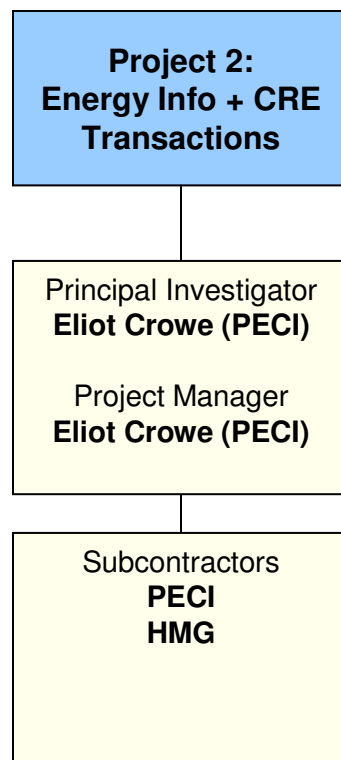 Project 2:
Energy Info + CRE
Transactions
Principal Investigator
Eliot Crowe (PECI)
Project Manager
Eliot Crowe (PECI)
Subcontractors
PECI
HMG